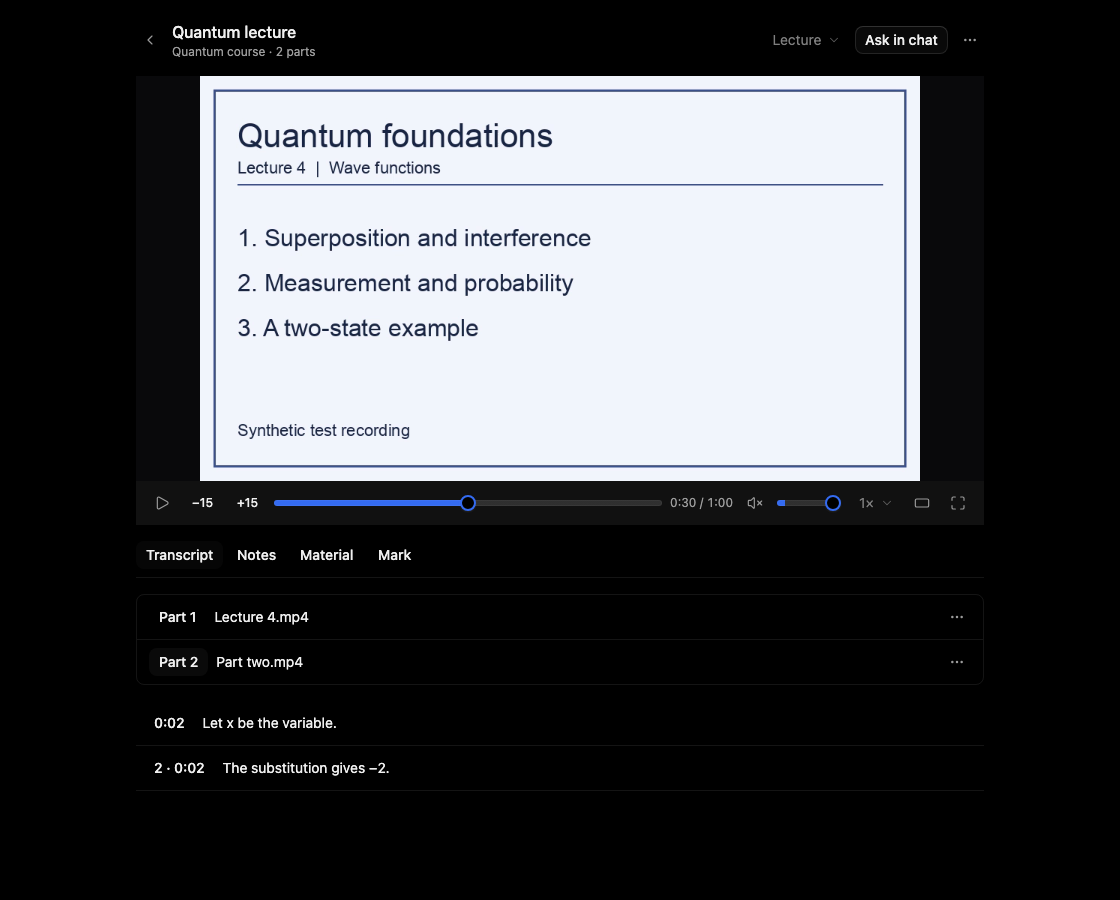 Quantum lecture
Quantum course · 2 parts
Lecture
Ask in chat
Quantum foundations
Lecture 4 | Wave functions
1. Superposition and interference
2. Measurement and probability
3. A two-state example
Synthetic test recording
−15 +15 0:30 / 1:00 1×
Transcript Notes Material Mark
Part 1 Lecture 4.mp4
Part 2 Part two.mp4
0:02 Let x be the variable.
2 · 0:02 The substitution gives −2.